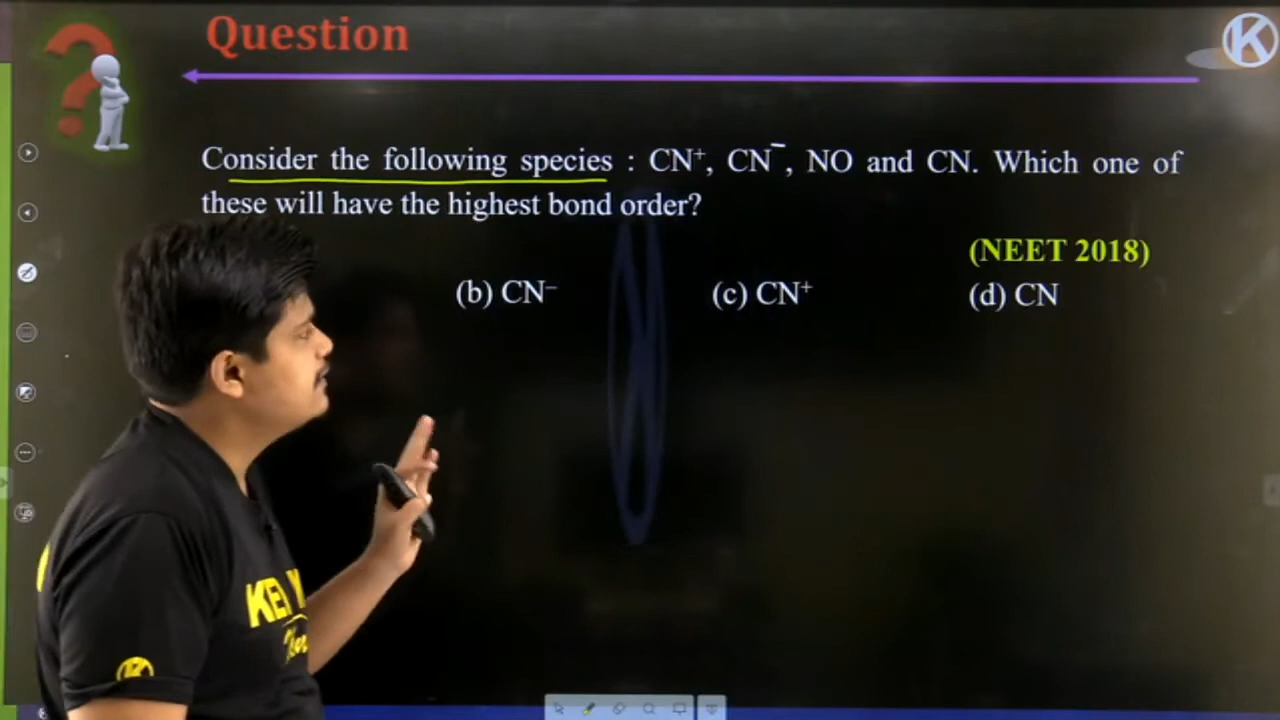 Question
Consider the following species : CN⁺, CN⁻, NO and CN. Which one of
these will have the highest bond order?
(NEET 2018)
(b) CN⁻ (c) CN⁺ (d) CN
K